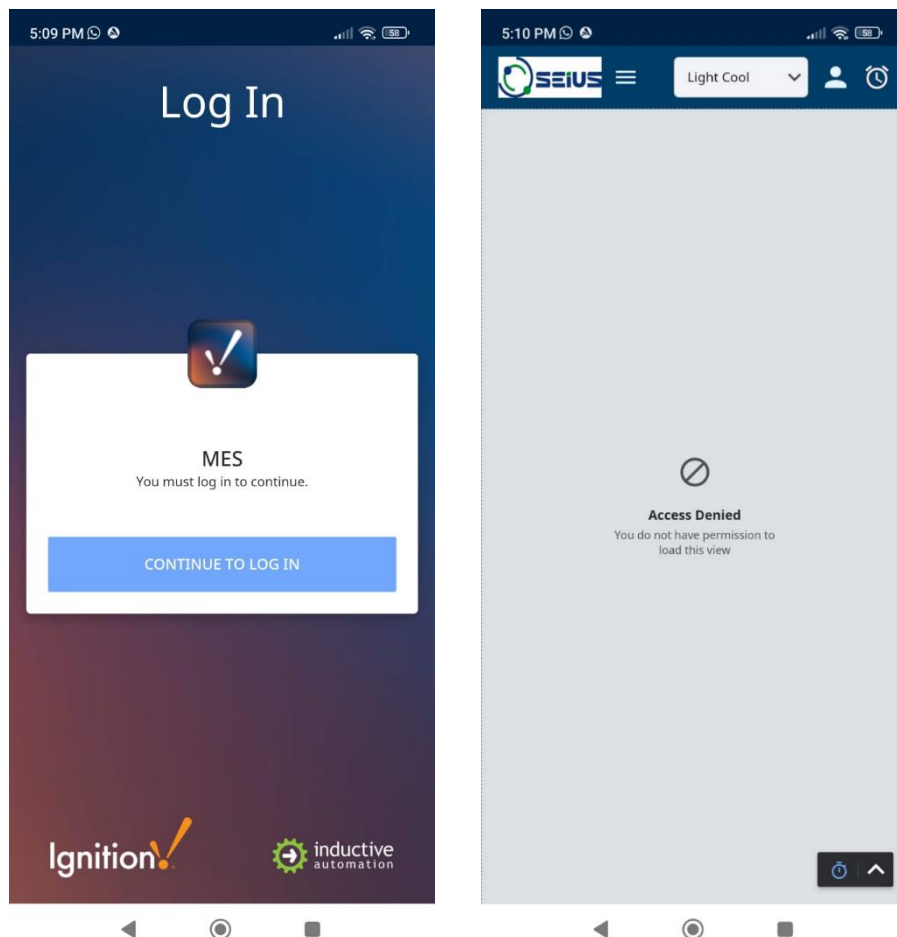 5:09 PM
58
Log In
MES
You must log in to continue.
CONTINUE TO LOG IN
Ignition!
inductive
automation
5:10 PM
58
SEiUS
Light Cool
Access Denied
You do not have permission to
load this view